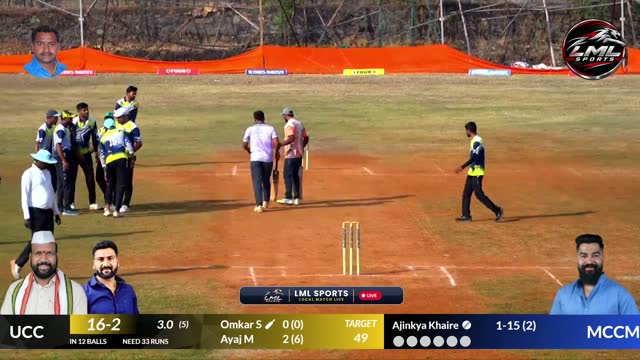 LML
SPORTS
FOUR
LML SPORTS
LOCAL MATCH LIVE
LIVE
UCC 16-2 3.0 (5)
IN 12 BALLS NEED 33 RUNS
Omkar S 0 (0) TARGET
Ayaj M 2 (6) 49
Ajinkya Khaire 1-15 (2) MCCM